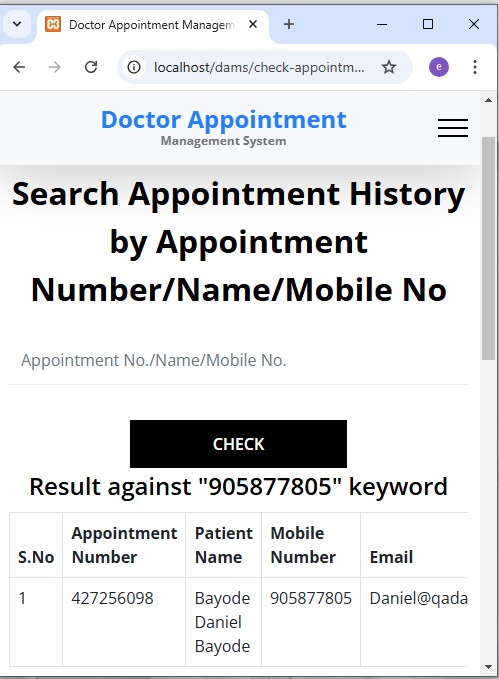 Doctor Appointment Managem
localhost/dams/check-appointm...
e
Doctor Appointment
Management System
Search Appointment History
by Appointment
Number/Name/Mobile No
Appointment No./Name/Mobile No.
CHECK
Result against "905877805" keyword
S.No Appointment Number Patient Name Mobile Number Email
1 427256098 Bayode Daniel Bayode 905877805 Daniel@qada